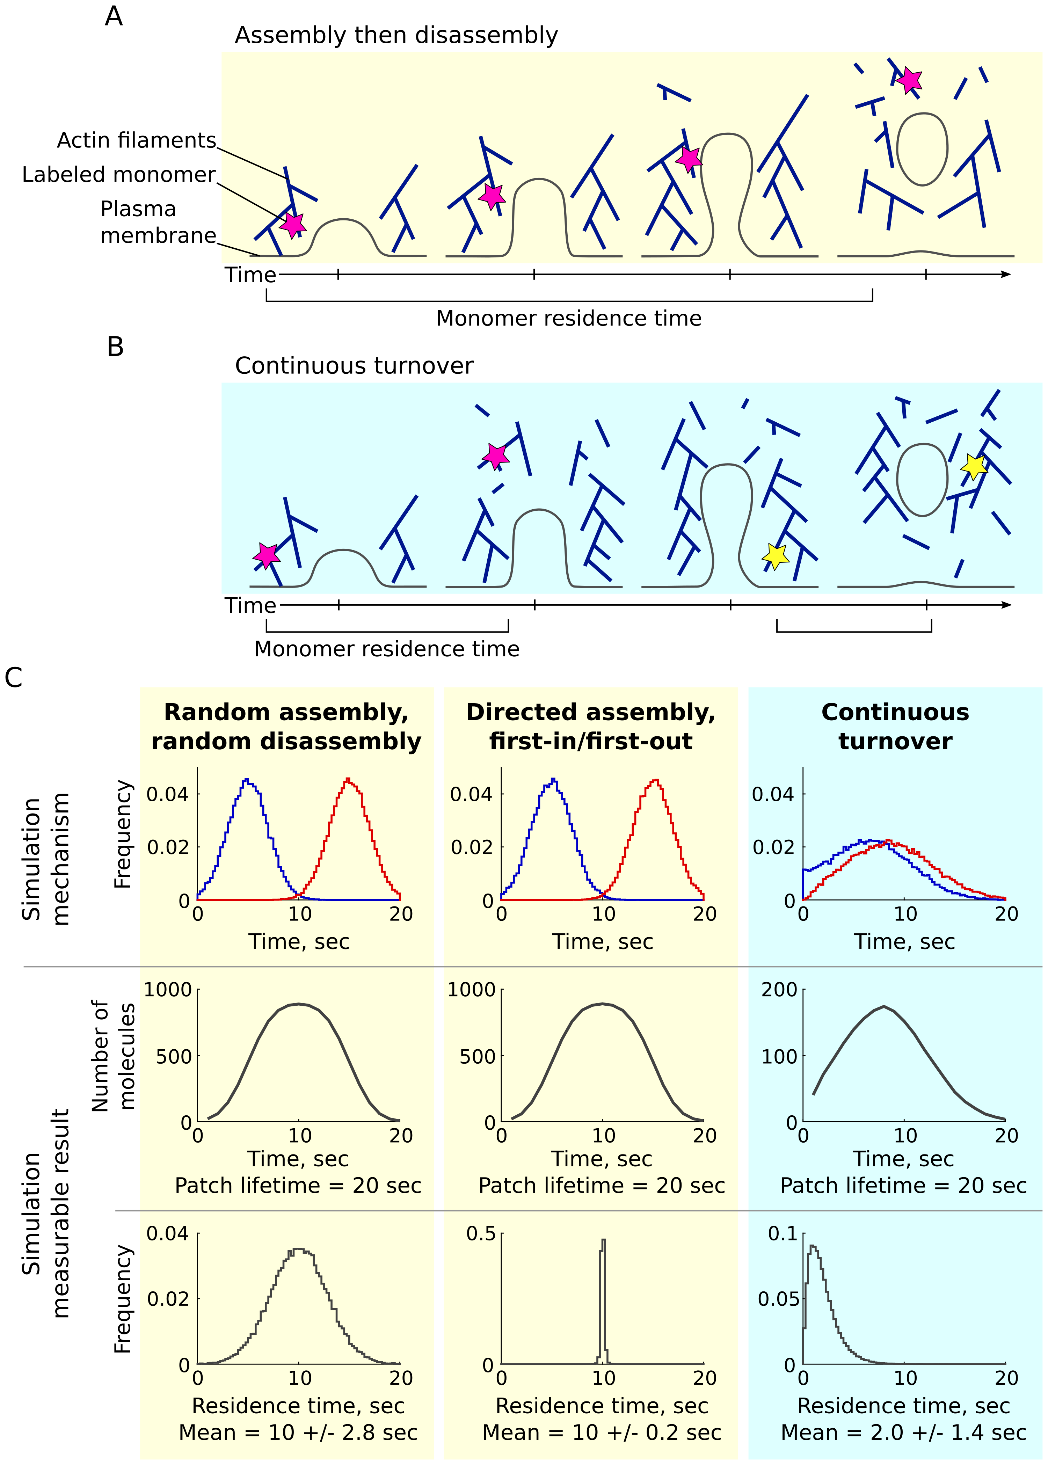 A
Assembly then disassembly
Actin filaments
Labeled monomer
Plasma
membrane
Time
Monomer residence time
B
Continuous turnover
Time
Monomer residence time
C
Random assembly,
random disassembly
Directed assembly,
first-in/first-out
Continuous
turnover
Simulation
mechanism
Frequency
0.04
0.02
0
0 10 20
Time, sec
0.04
0.02
0
0 10 20
Time, sec
0.04
0.02
0
0 10 20
Time, sec
Simulation
measurable result
Number of
molecules
1000
500
0
0 10 20
Time, sec
Patch lifetime = 20 sec
1000
500
0
0 10 20
Time, sec
Patch lifetime = 20 sec
200
100
0
0 10 20
Time, sec
Patch lifetime = 20 sec
Frequency
0.04
0.02
0
0 10 20
Residence time, sec
Mean = 10 +/- 2.8 sec
0.5
0
0 10 20
Residence time, sec
Mean = 10 +/- 0.2 sec
0.1
0.05
0
0 10 20
Residence time, sec
Mean = 2.0 +/- 1.4 sec